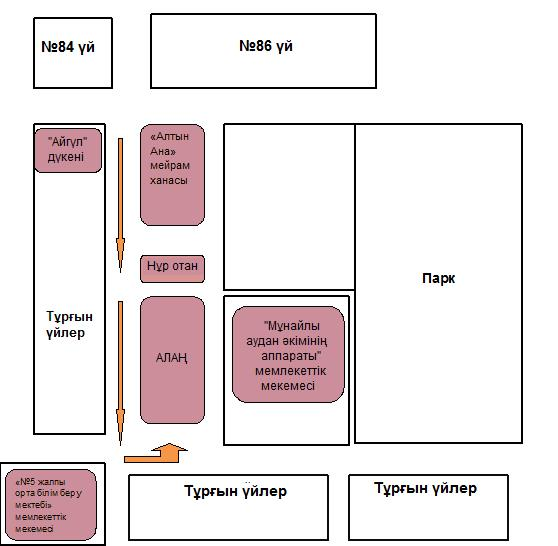 №84 үй
№86 үй
"Айгүл"
дүкені
«Алтын
Ана»
мейрам
ханасы
Нұр отан
Тұрғын
үйлер
АЛАҢ
"Мұнайлы
аудан әкімінің
аппараты"
мемлекеттік
мекемесі
Парк
«№5 жалпы
орта білім беру
мектебі»
мемлекеттік
мекемесі
Тұрғын үйлер
Тұрғын үйлер